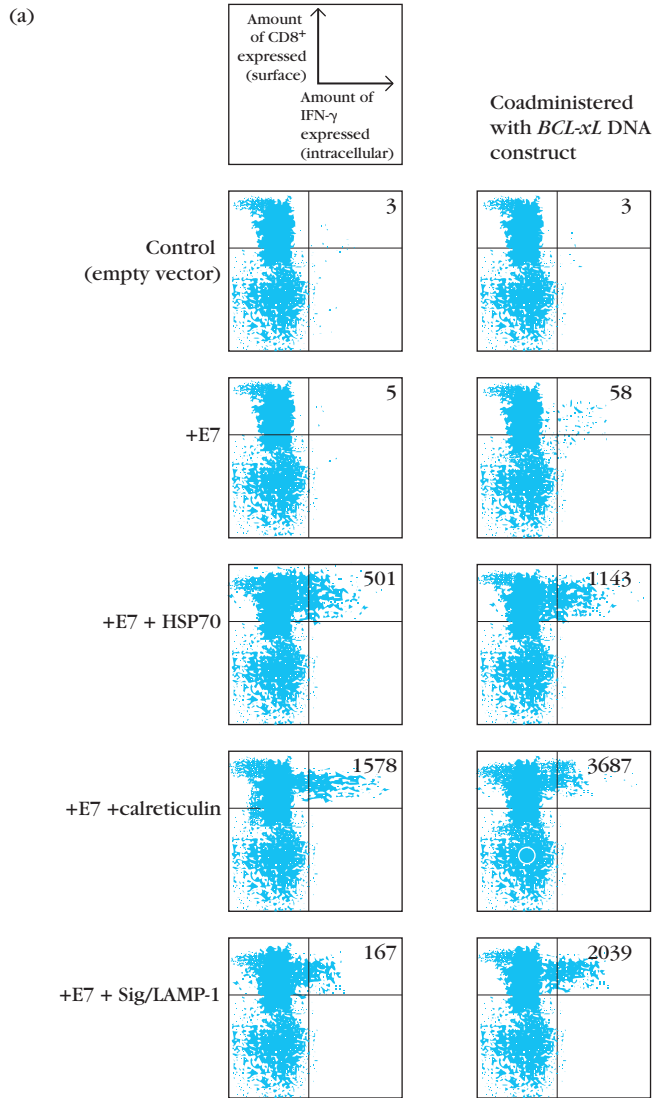 (a)
Amount
of CD8+
expressed
(surface)
Amount of
IFN-γ
expressed
(intracellular)
Coadministered
with BCL-xL DNA
construct
Control
(empty vector)
3
3
+E7
5
58
+E7 + HSP70
501
1143
+E7 +calreticulin
1578
3687
+E7 + Sig/LAMP-1
167
2039